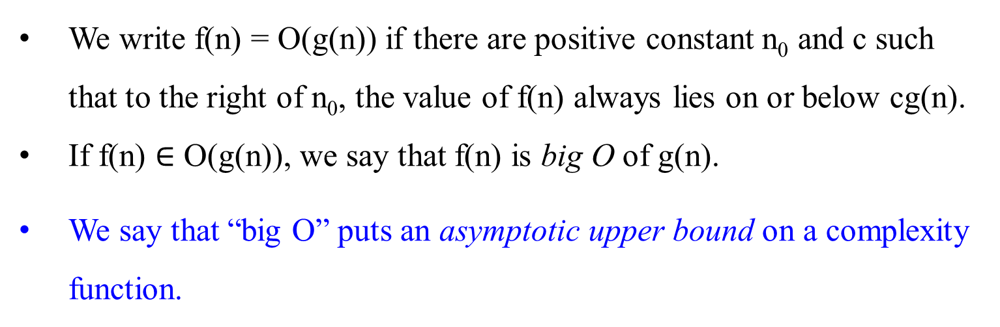 • We write f(n) = O(g(n)) if there are positive constant n₀ and c such
that to the right of n₀, the value of f(n) always lies on or below cg(n).
• If f(n) ∈ O(g(n)), we say that f(n) is big O of g(n).
• We say that “big O” puts an asymptotic upper bound on a complexity
function.